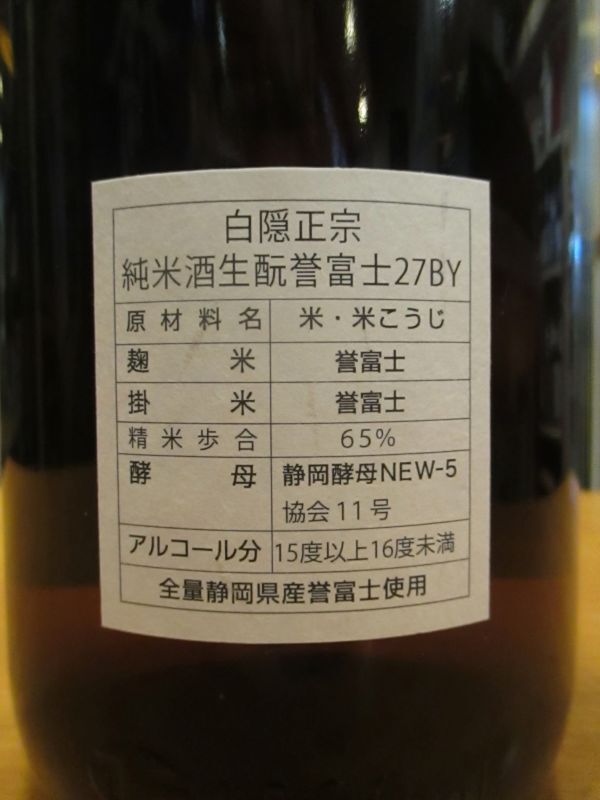 白隠正宗
純米酒生酛誉富士27BY
原材料名 米・米こうじ
麹米 誉富士
掛米 誉富士
精米歩合 65%
酵母 静岡酵母NEW-5
協会11号
アルコール分 15度以上16度未満
全量静岡県産誉富士使用